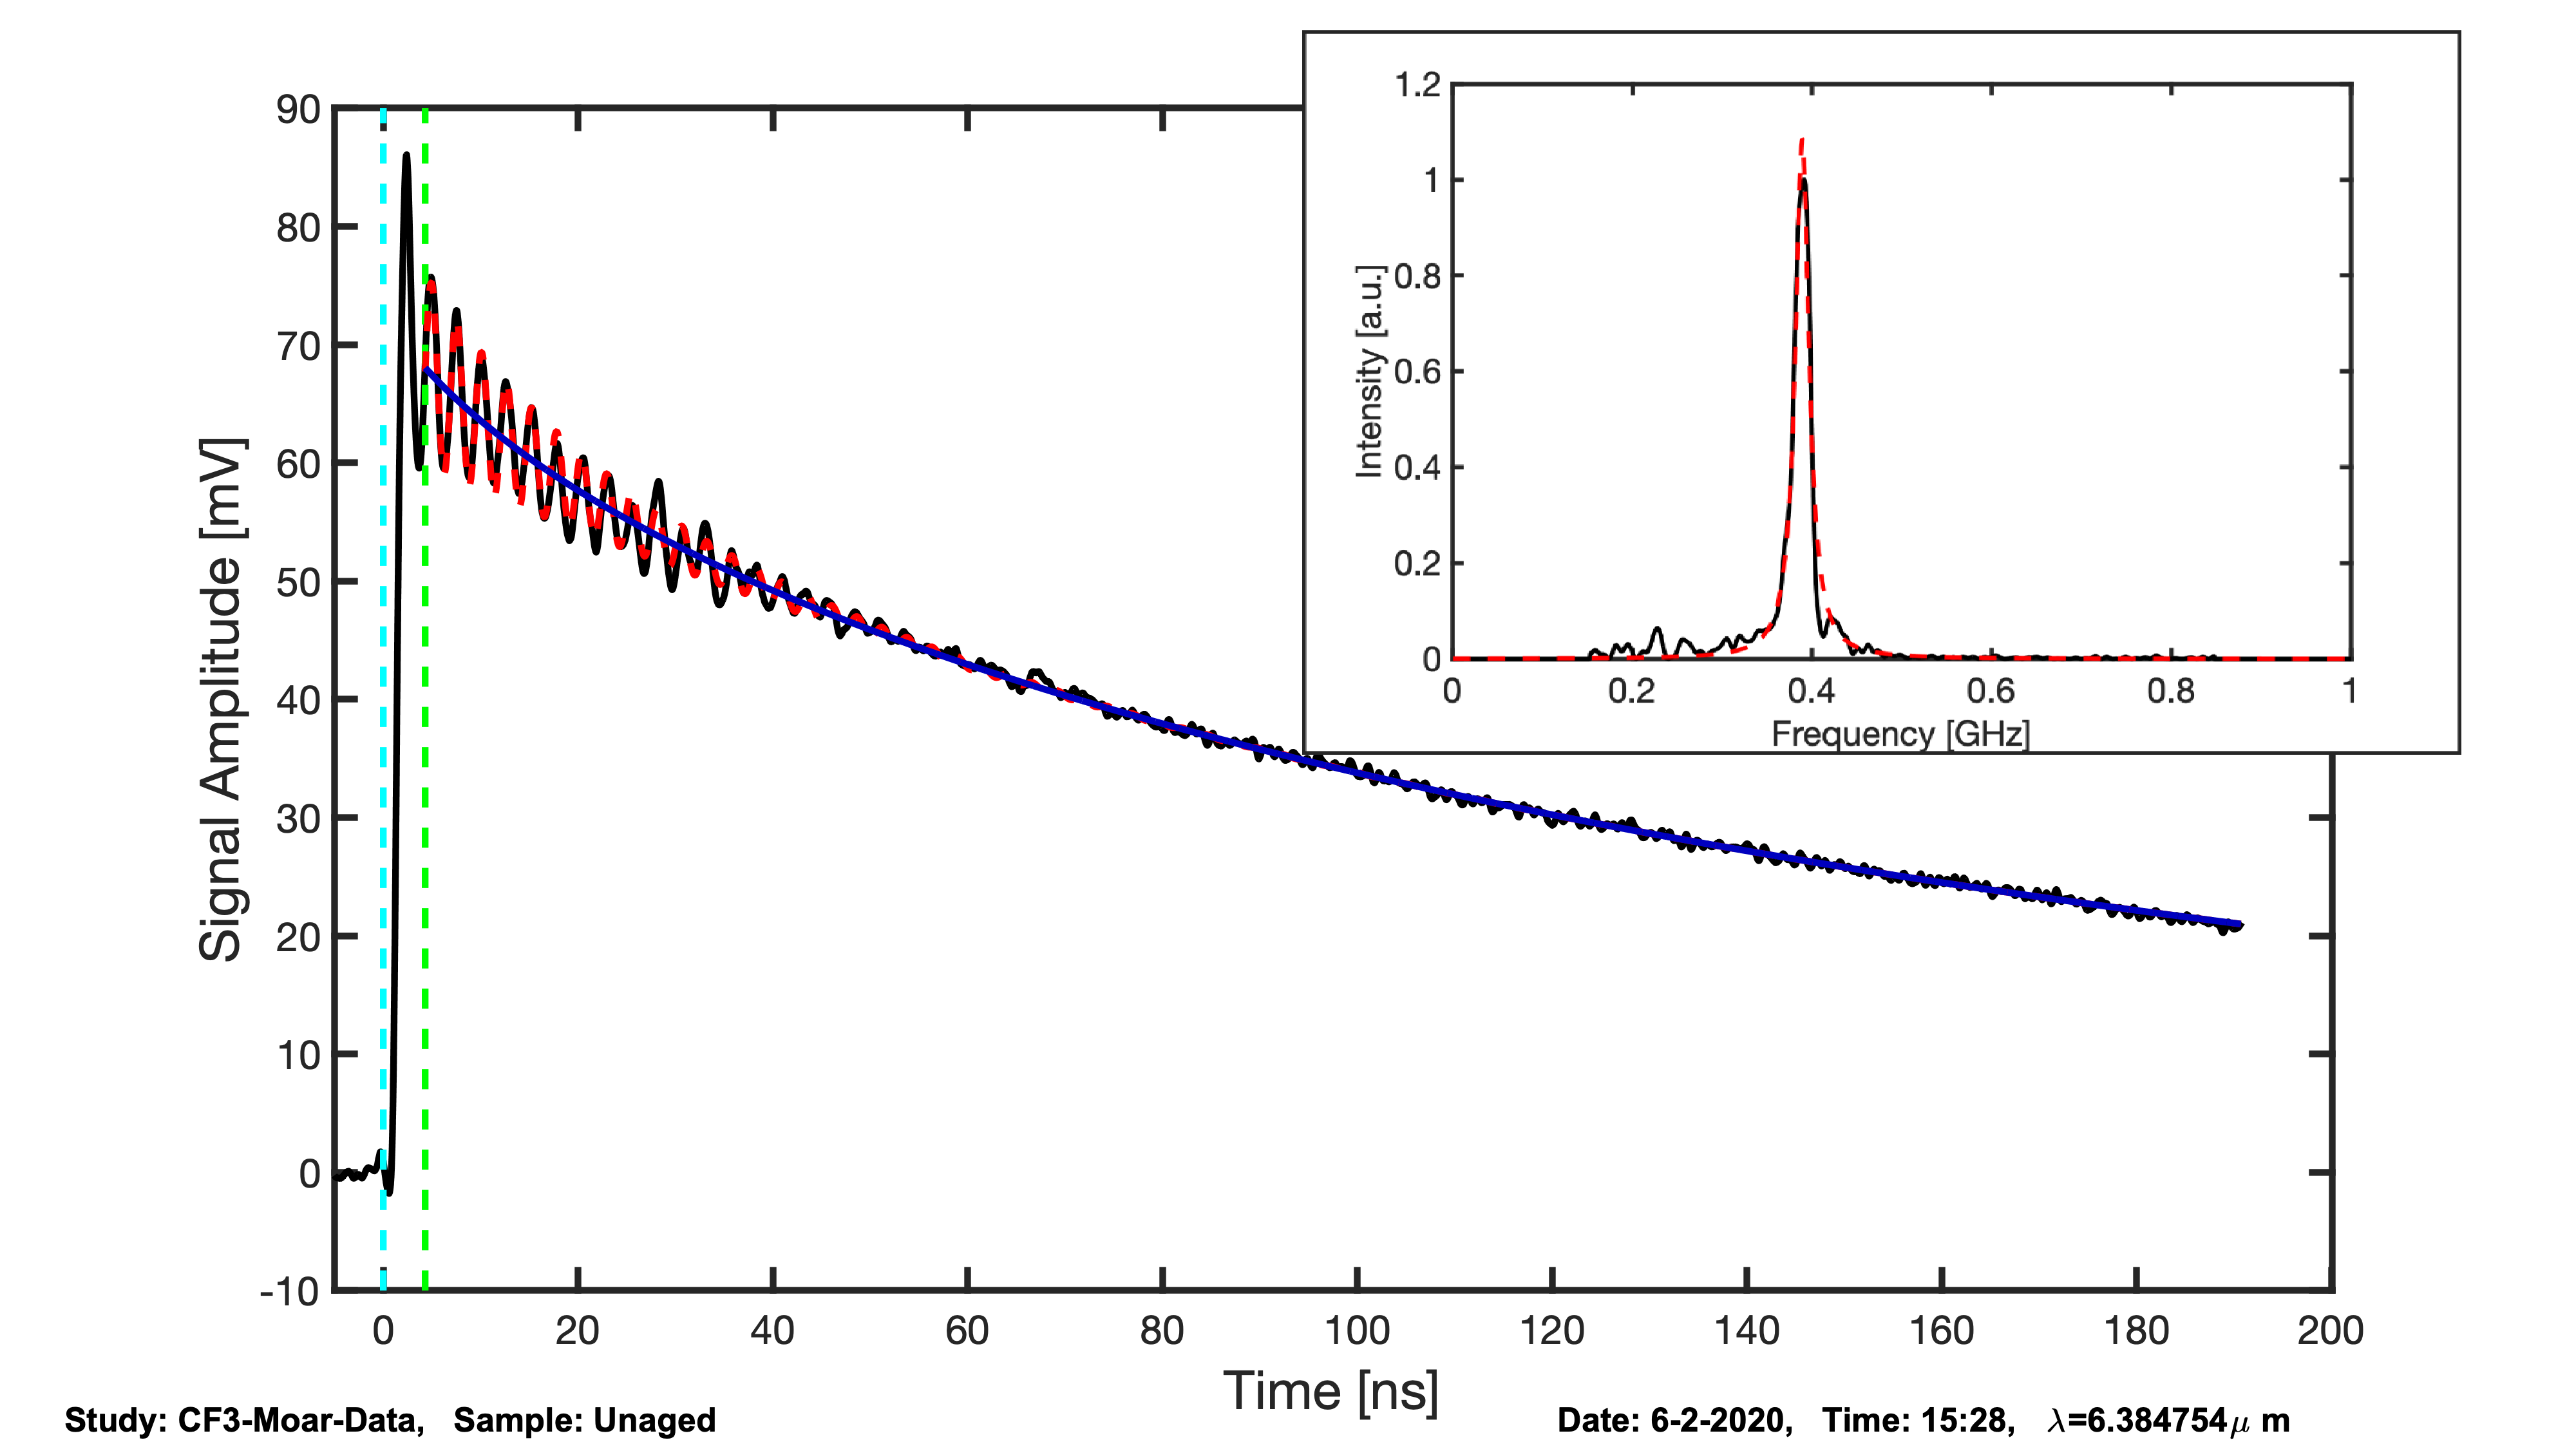 90
80
70
60
50
40
30
20
10
0
-10
Signal Amplitude [mV]
0 20 40 60 80 100 120 140 160 180 200
Time [ns]
1.2
1
0.8
0.6
0.4
0.2
0
Intensity [a.u.]
0 0.2 0.4 0.6 0.8 1
Frequency [GHz]
Study: CF3-Moar-Data, Sample: Unaged
Date: 6-2-2020, Time: 15:28, λ=6.384754μ m